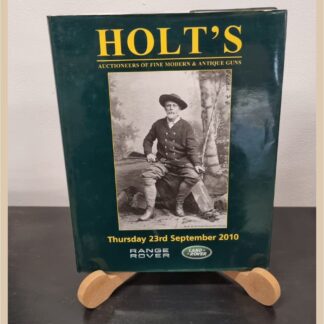 HOLT'S
AUCTIONEERS OF FINE MODERN & ANTIQUE GUNS
Thursday 23rd September 2010
RANGE
ROVER
LAND
ROVER